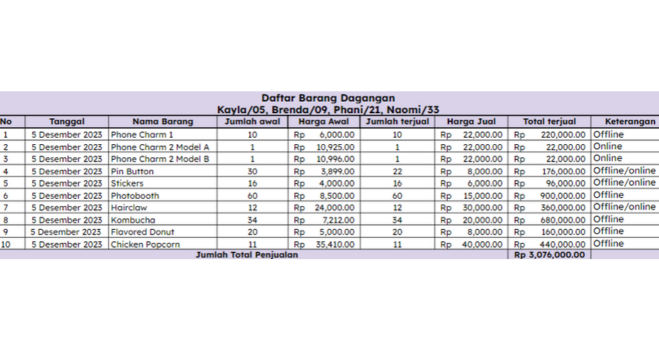 Daftar Barang Dagangan
Kayla/05, Brenda/09, Phani/21, Naomi/33
No Tanggal Nama Barang Jumlah awal Harga Awal Jumlah terjual Harga Jual Total terjual Keterangan
1 5 Desember 2023 Phone Charm 1 10 Rp 6,000.00 10 Rp 22,000.00 Rp 220,000.00 Offline
2 5 Desember 2023 Phone Charm 2 Model A 1 Rp 10,925.00 1 Rp 22,000.00 Rp 22,000.00 Online
3 5 Desember 2023 Phone Charm 2 Model B 1 Rp 10,996.00 1 Rp 22,000.00 Rp 22,000.00 Online
4 5 Desember 2023 Pin Button 30 Rp 3,899.00 22 Rp 8,000.00 Rp 176,000.00 Offline/online
5 5 Desember 2023 Stickers 16 Rp 4,000.00 16 Rp 6,000.00 Rp 96,000.00 Offline/online
6 5 Desember 2023 Photobooth 60 Rp 8,500.00 60 Rp 15,000.00 Rp 900,000.00 Offline
7 5 Desember 2023 Hairclaw 12 Rp 24,000.00 12 Rp 30,000.00 Rp 360,000.00 Offline/online
8 5 Desember 2023 Kombucha 34 Rp 7,212.00 34 Rp 20,000.00 Rp 680,000.00 Offline
9 5 Desember 2023 Flavored Donut 20 Rp 5,000.00 20 Rp 8,000.00 Rp 160,000.00 Offline
10 5 Desember 2023 Chicken Popcorn 11 Rp 35,410.00 11 Rp 40,000.00 Rp 440,000.00 Offline
Jumlah Total Penjualan Rp 3,076,000.00